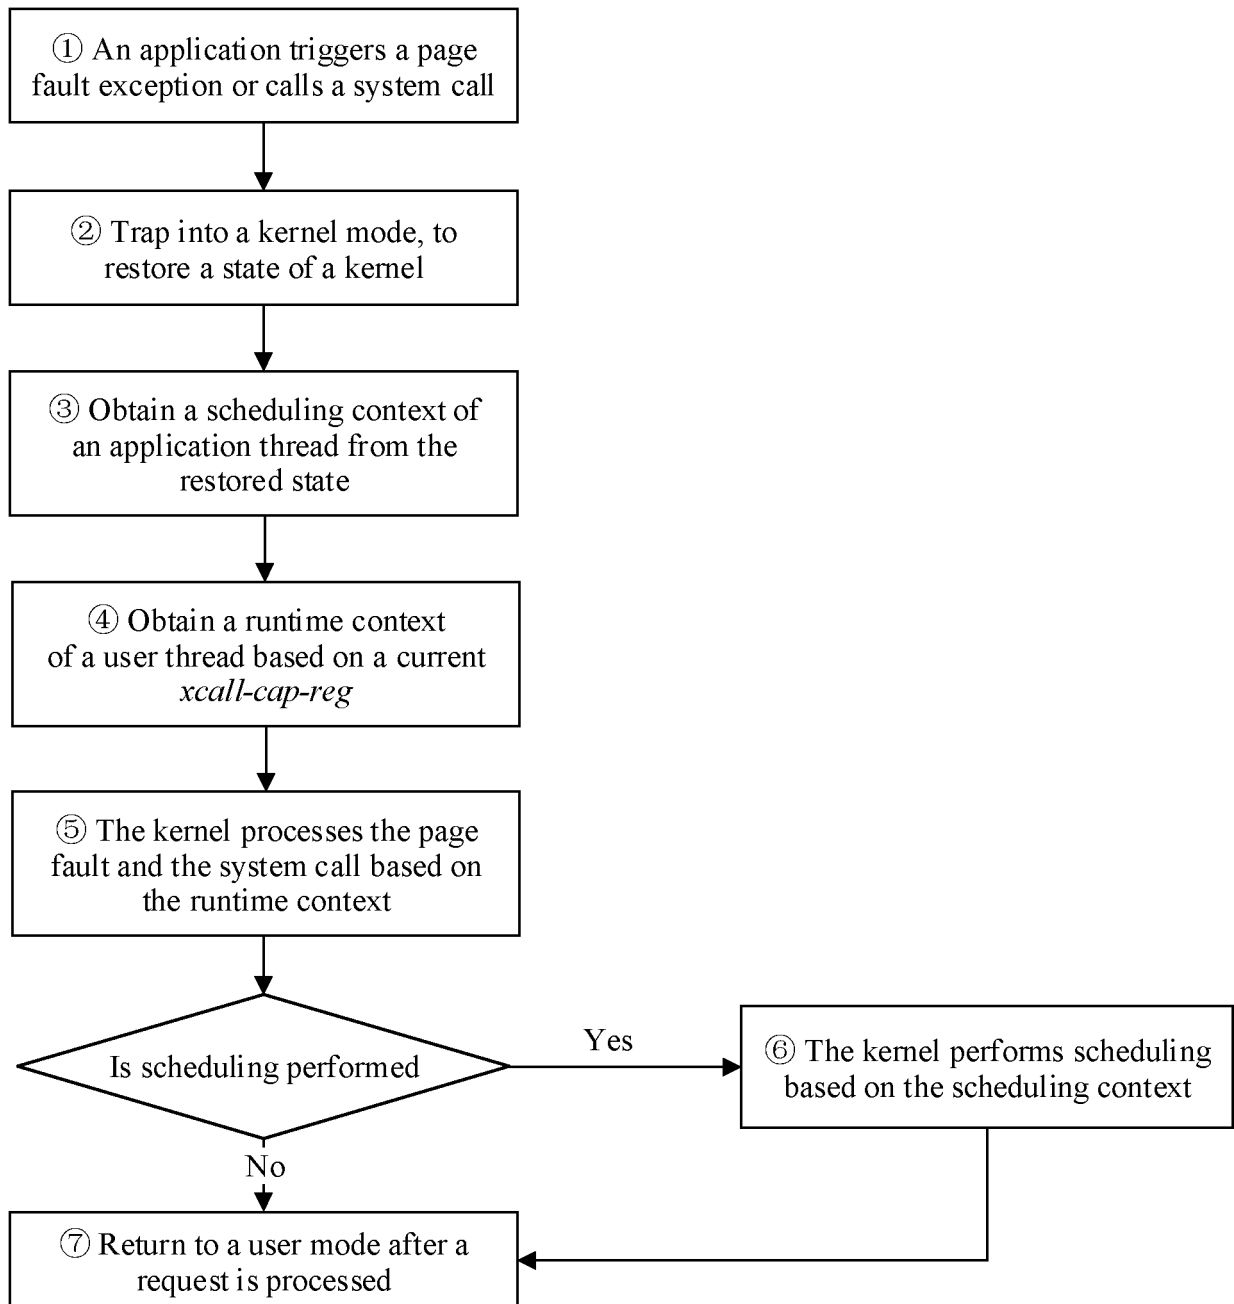 ① An application triggers a page
fault exception or calls a system call
② Trap into a kernel mode, to
restore a state of a kernel
③ Obtain a scheduling context of
an application thread from the
restored state
④ Obtain a runtime context
of a user thread based on a current
xcall-cap-reg
⑤ The kernel processes the page
fault and the system call based on
the runtime context
Is scheduling performed
Yes
⑥ The kernel performs scheduling
based on the scheduling context
No
⑦ Return to a user mode after a
request is processed